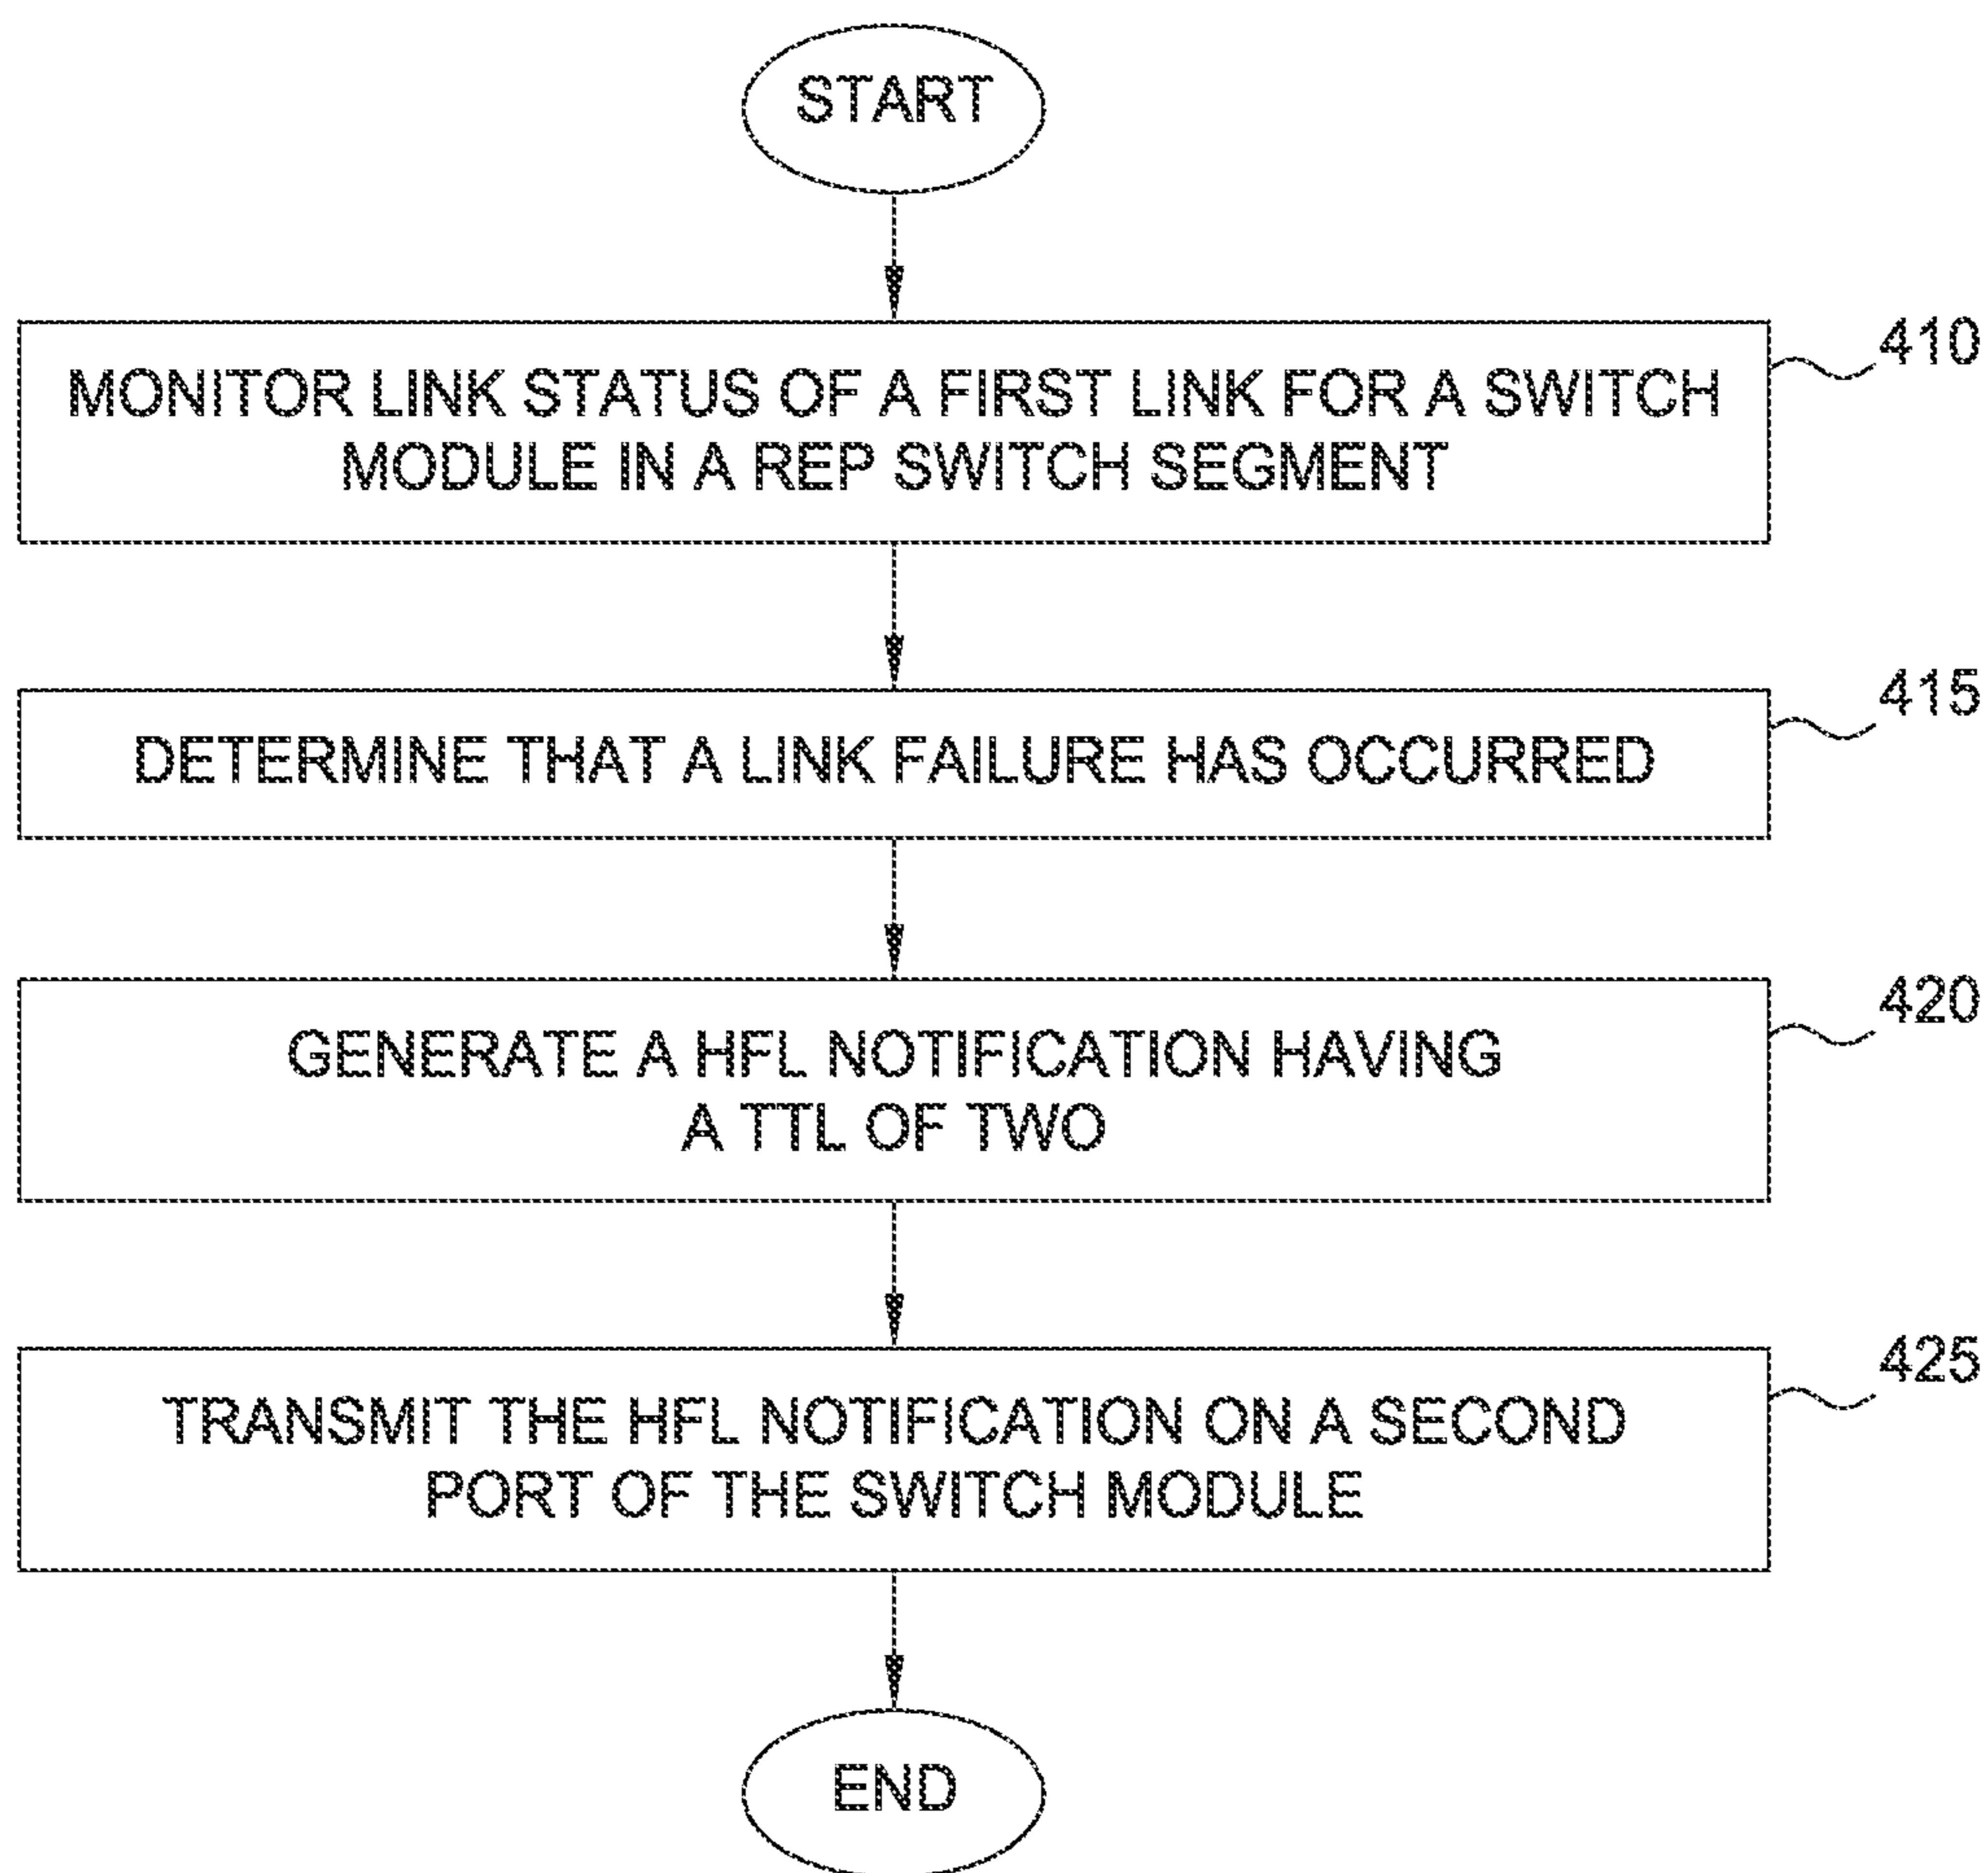 START
410
MONITOR LINK STATUS OF A FIRST LINK FOR A SWITCH
MODULE IN A REP SWITCH SEGMENT
415
DETERMINE THAT A LINK FAILURE HAS OCCURRED
420
GENERATE A HFL NOTIFICATION HAVING
A TTL OF TWO
425
TRANSMIT THE HFL NOTIFICATION ON A SECOND
PORT OF THE SWITCH MODULE
END